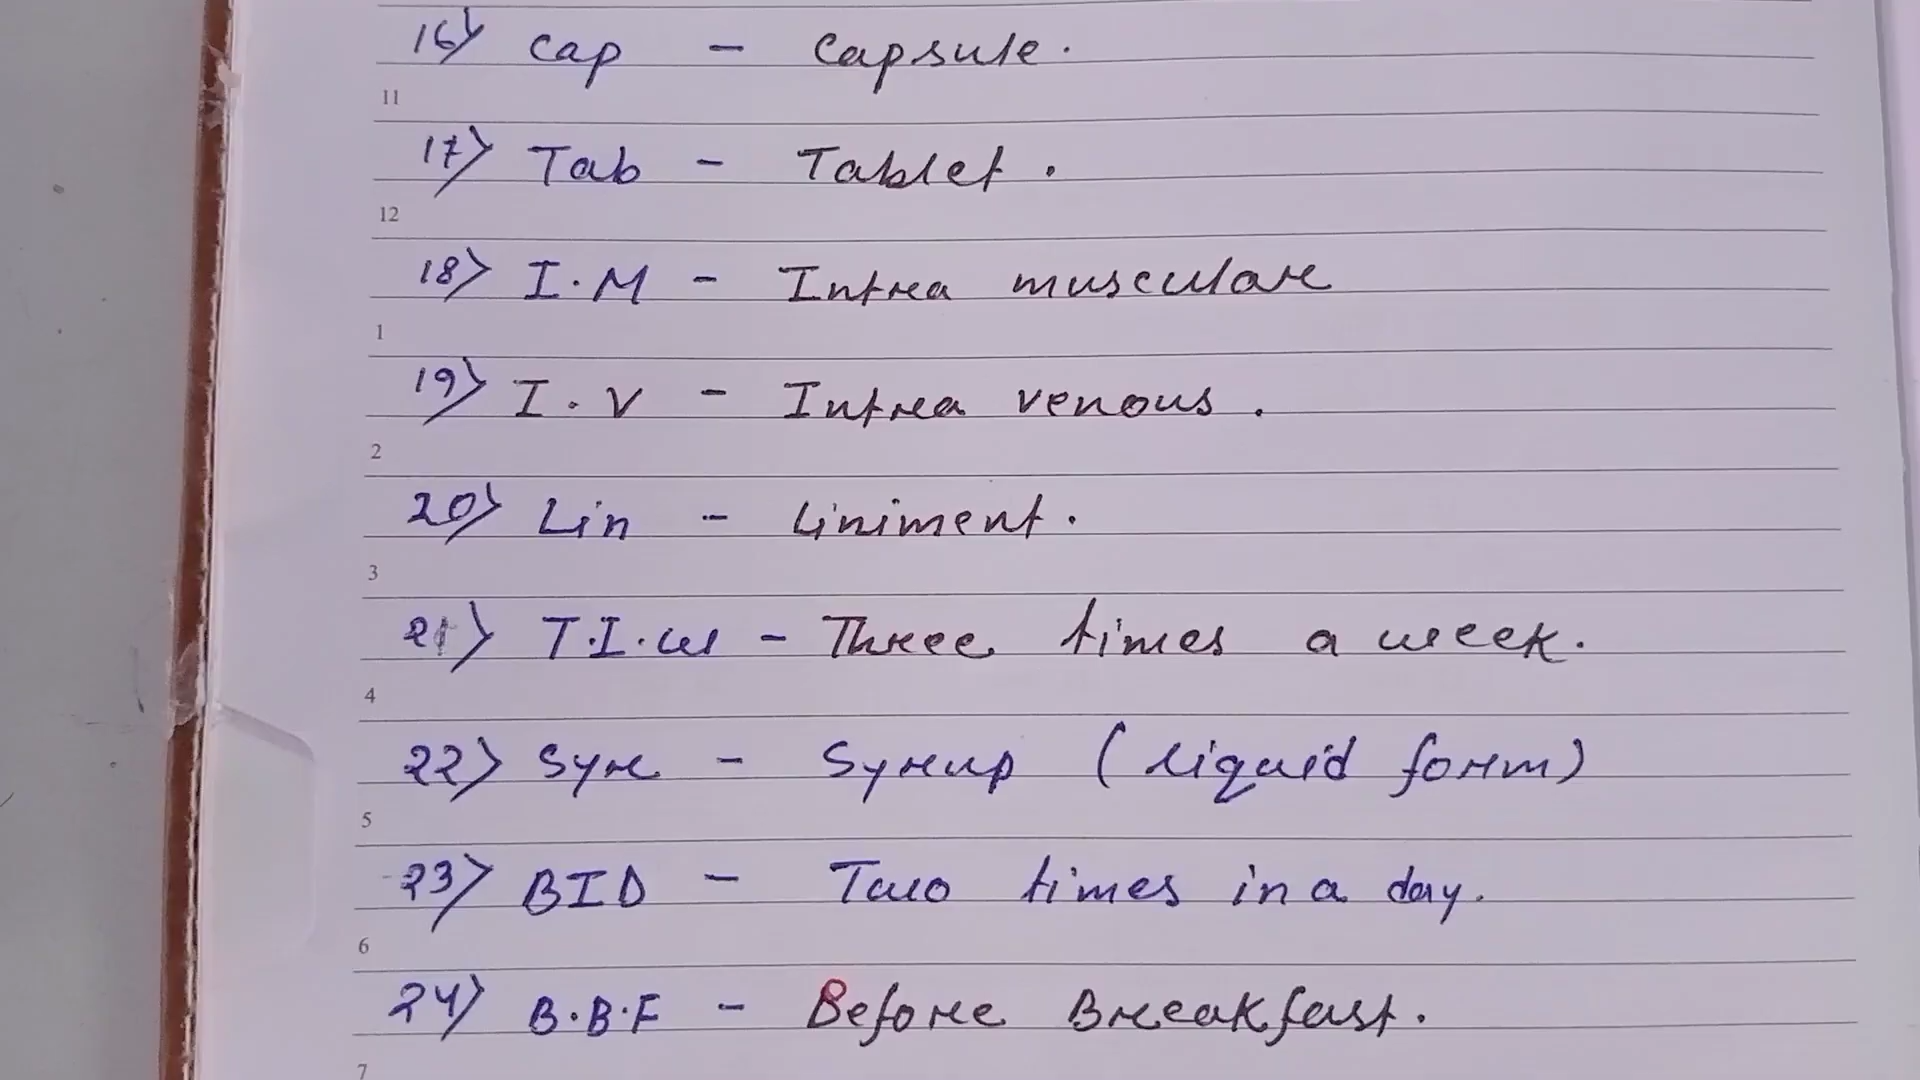 16) Cap - Capsule.
11
17) Tab - Tablet.
12
18) I.M - Intra muscular
1
19) I.V - Intra venous.
2
20) Lin - Liniment.
3
21) T.I.W - Three times a week.
4
22) Syr - Syrup (liquid form)
5
23) BID - Two times in a day.
6
24) B.B.F - Before Breakfast.
7